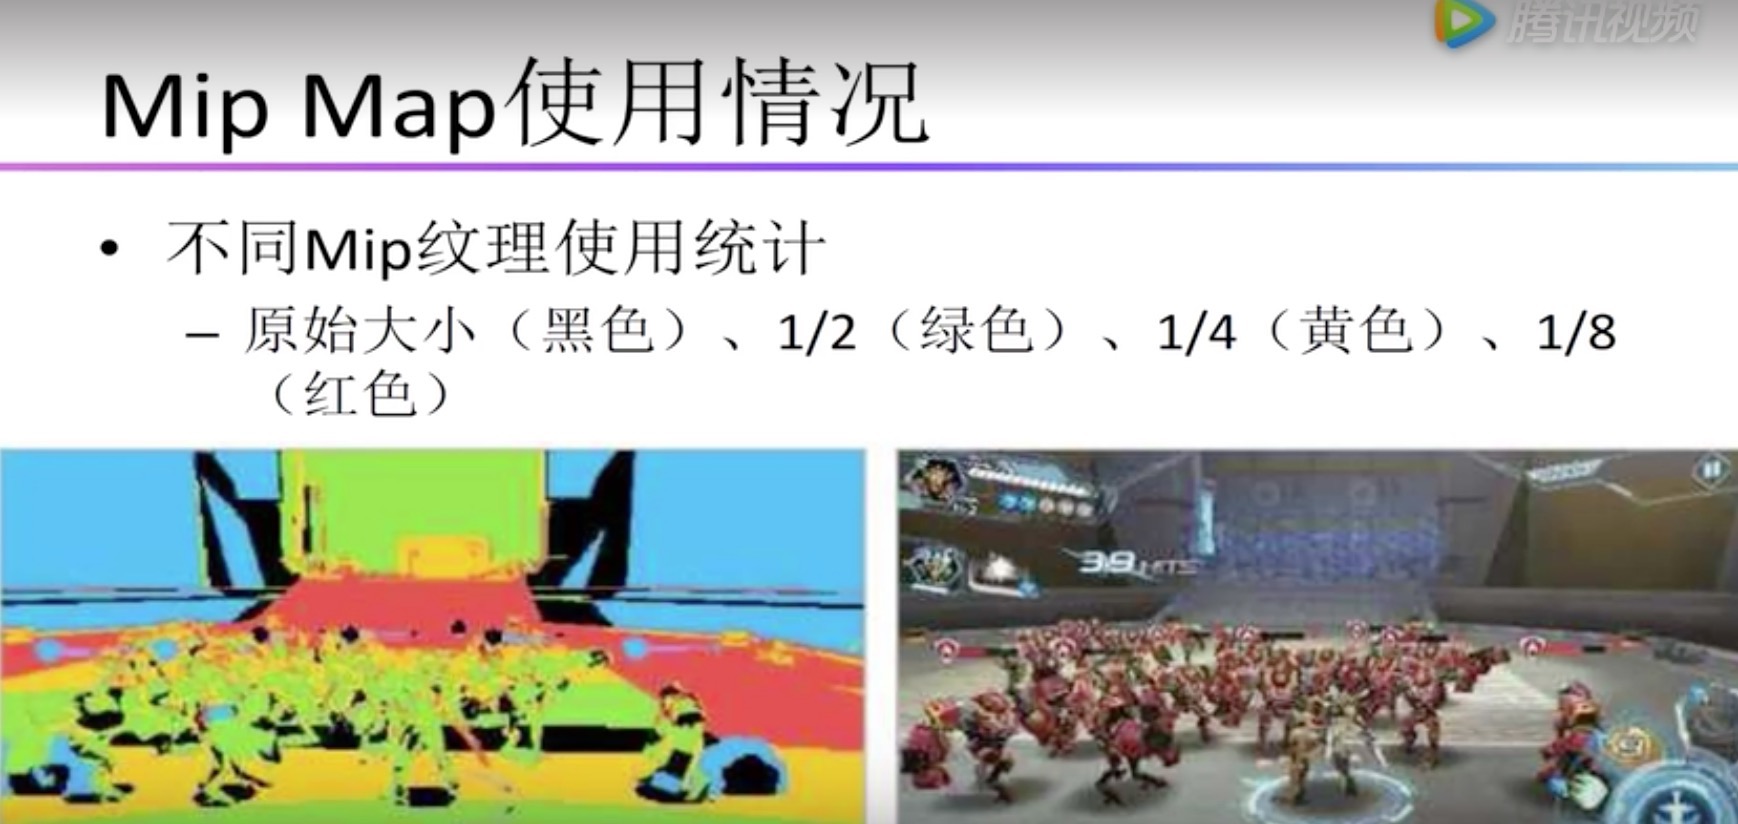 腾讯视频
Mip Map使用情况
• 不同Mip纹理使用统计
– 原始大小（黑色）、1/2（绿色）、1/4（黄色）、1/8
（红色）
39 HITS